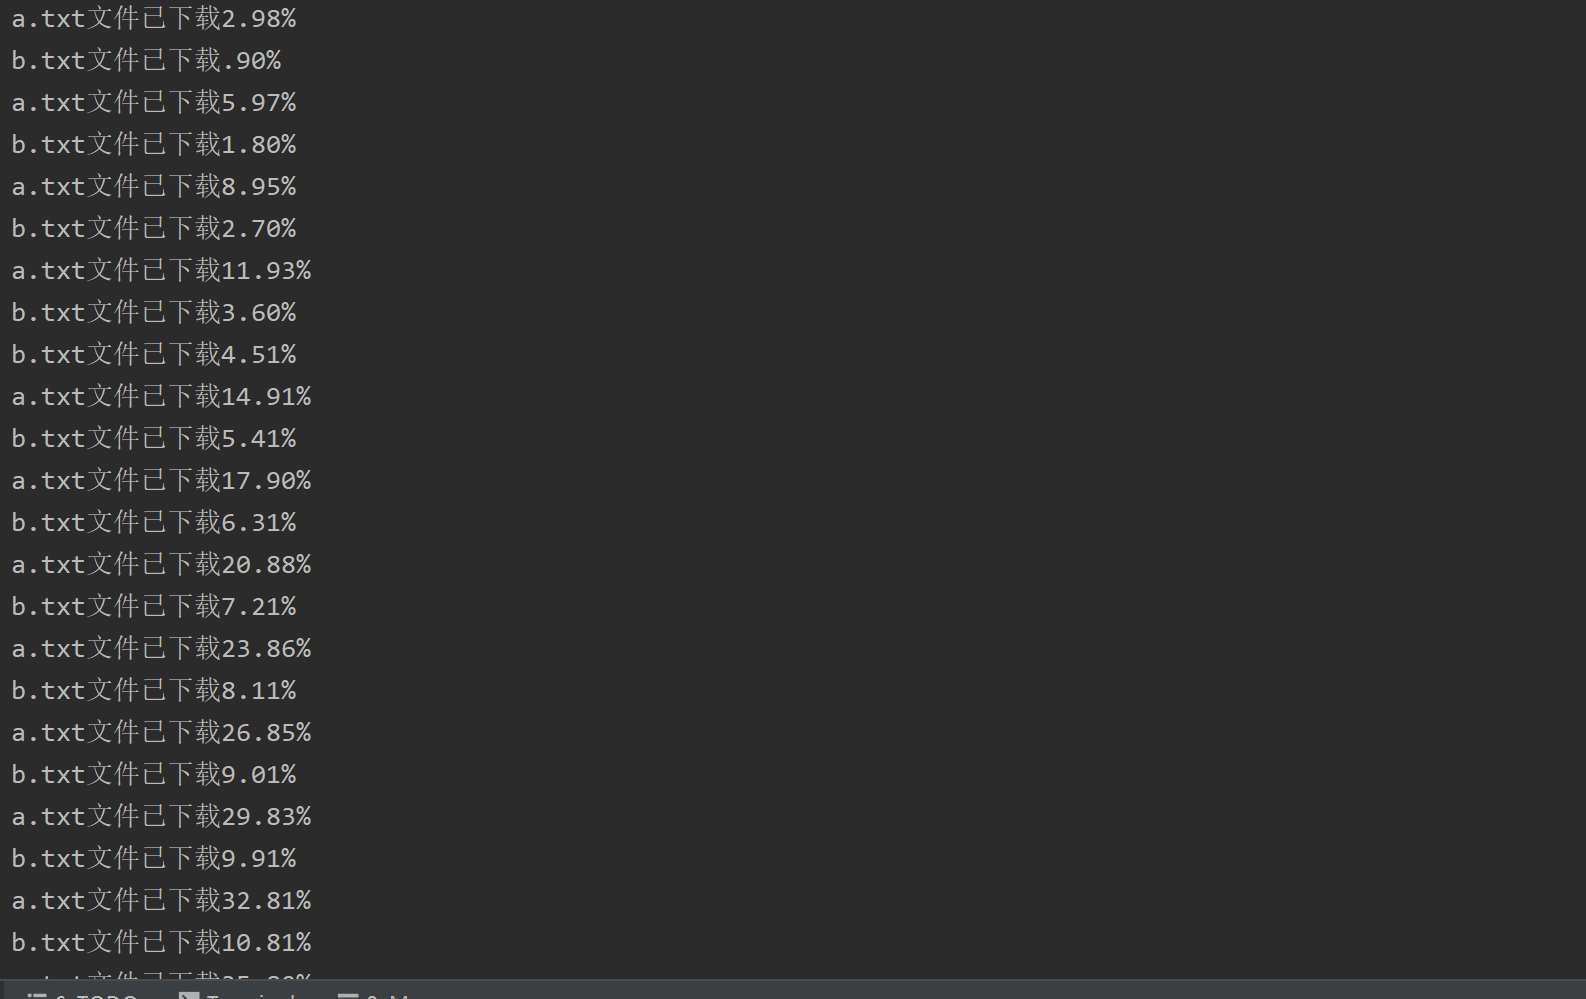 a.txt文件已下载2.98%
b.txt文件已下载.90%
a.txt文件已下载5.97%
b.txt文件已下载1.80%
a.txt文件已下载8.95%
b.txt文件已下载2.70%
a.txt文件已下载11.93%
b.txt文件已下载3.60%
b.txt文件已下载4.51%
a.txt文件已下载14.91%
b.txt文件已下载5.41%
a.txt文件已下载17.90%
b.txt文件已下载6.31%
a.txt文件已下载20.88%
b.txt文件已下载7.21%
a.txt文件已下载23.86%
b.txt文件已下载8.11%
a.txt文件已下载26.85%
b.txt文件已下载9.01%
a.txt文件已下载29.83%
b.txt文件已下载9.91%
a.txt文件已下载32.81%
b.txt文件已下载10.81%